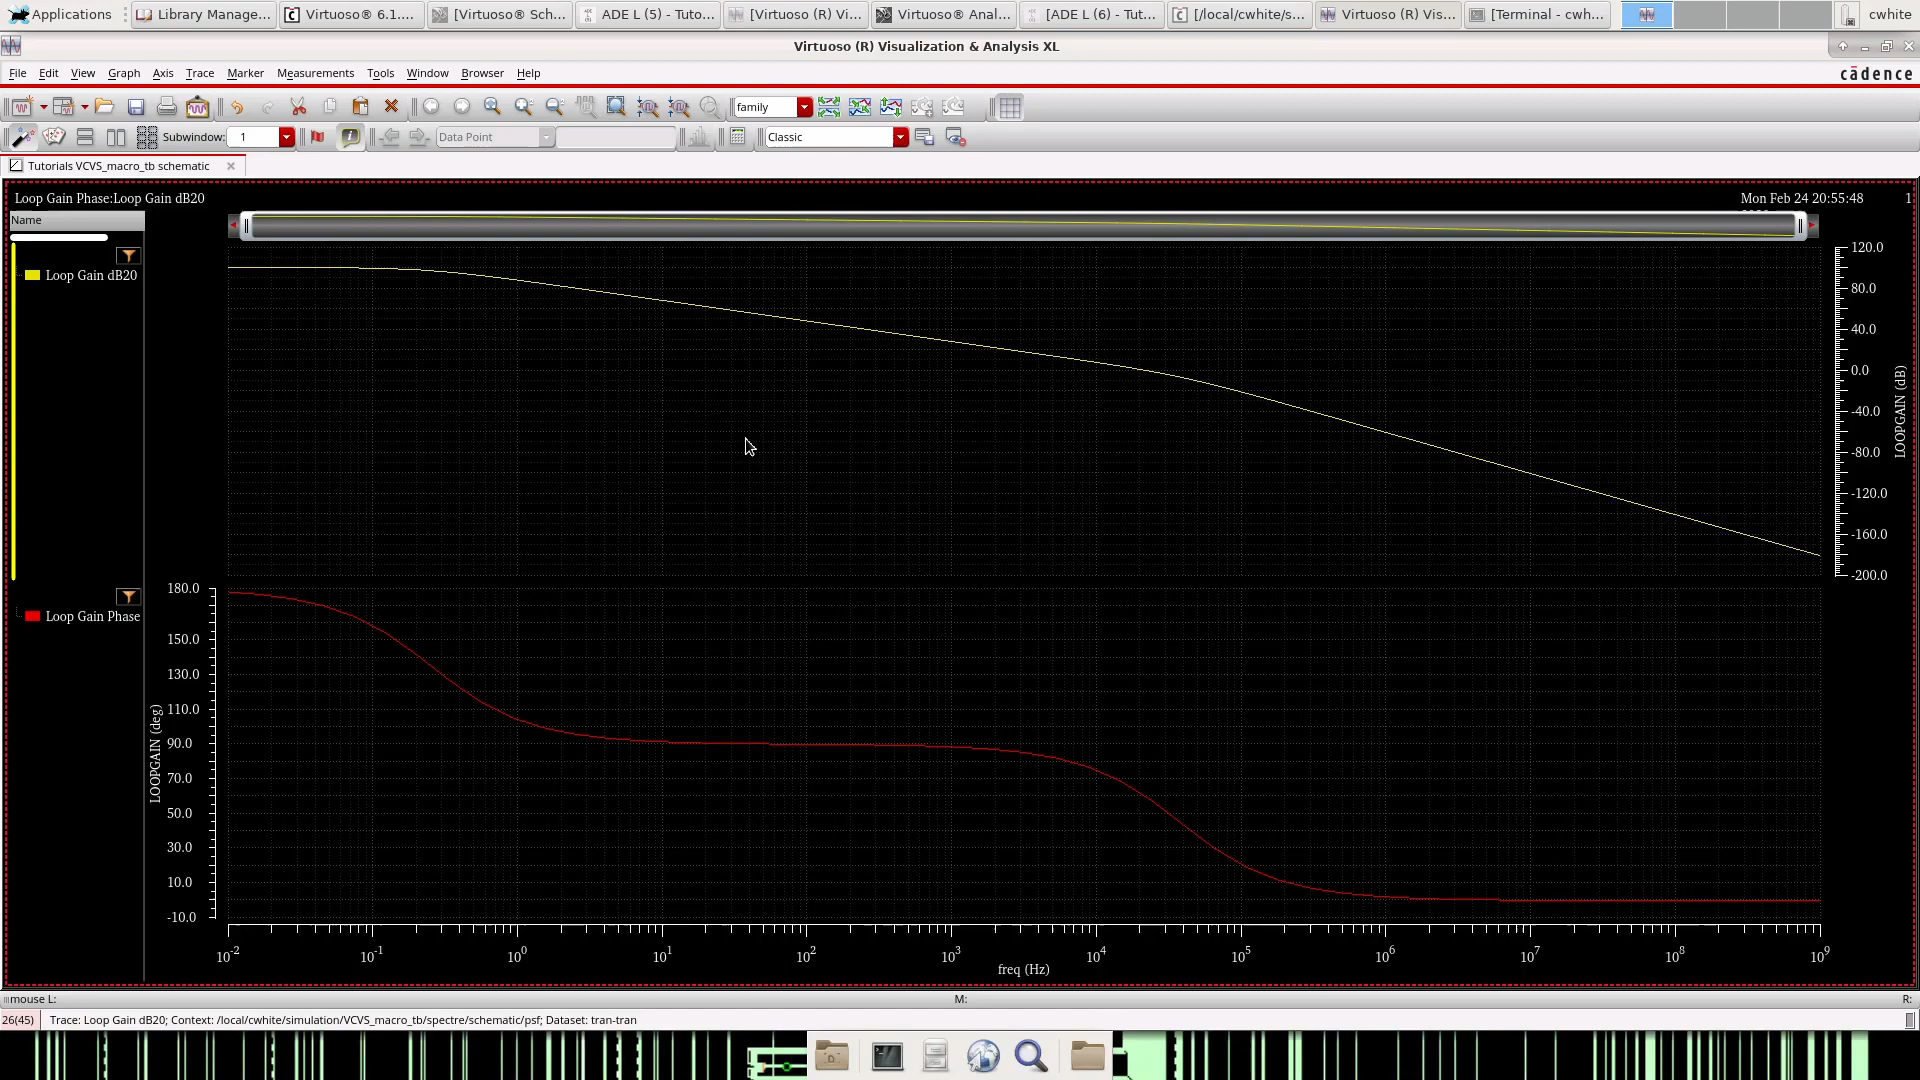 Applications
Library Manage...
Virtuoso® 6.1....
[Virtuoso® Sch...
ADE L (5) - Tuto...
[Virtuoso (R) Vi...
Virtuoso® Anal...
[ADE L (6) - Tut...
[/local/cwhite/s...
Virtuoso (R) Vis...
[Terminal - cwh...
cwhite
Virtuoso (R) Visualization & Analysis XL
File Edit View Graph Axis Trace Marker Measurements Tools Window Browser Help
cādence
family
Subwindow: 1
Data Point
Classic
Tutorials VCVS_macro_tb schematic
Loop Gain Phase:Loop Gain dB20
Mon Feb 24 20:55:48
1
Name
Loop Gain dB20
120.0
80.0
40.0
0.0
-40.0
-80.0
-120.0
-160.0
-200.0
LOOPGAIN (dB)
Loop Gain Phase
180.0
150.0
130.0
110.0
90.0
70.0
50.0
30.0
10.0
-10.0
LOOPGAIN (deg)
10-2 10-1 100 101 102 103 104 105 106 107 108 109
freq (Hz)
mouse L: M: R:
26(45) Trace: Loop Gain dB20; Context: /local/cwhite/simulation/VCVS_macro_tb/spectre/schematic/psf; Dataset: tran-tran